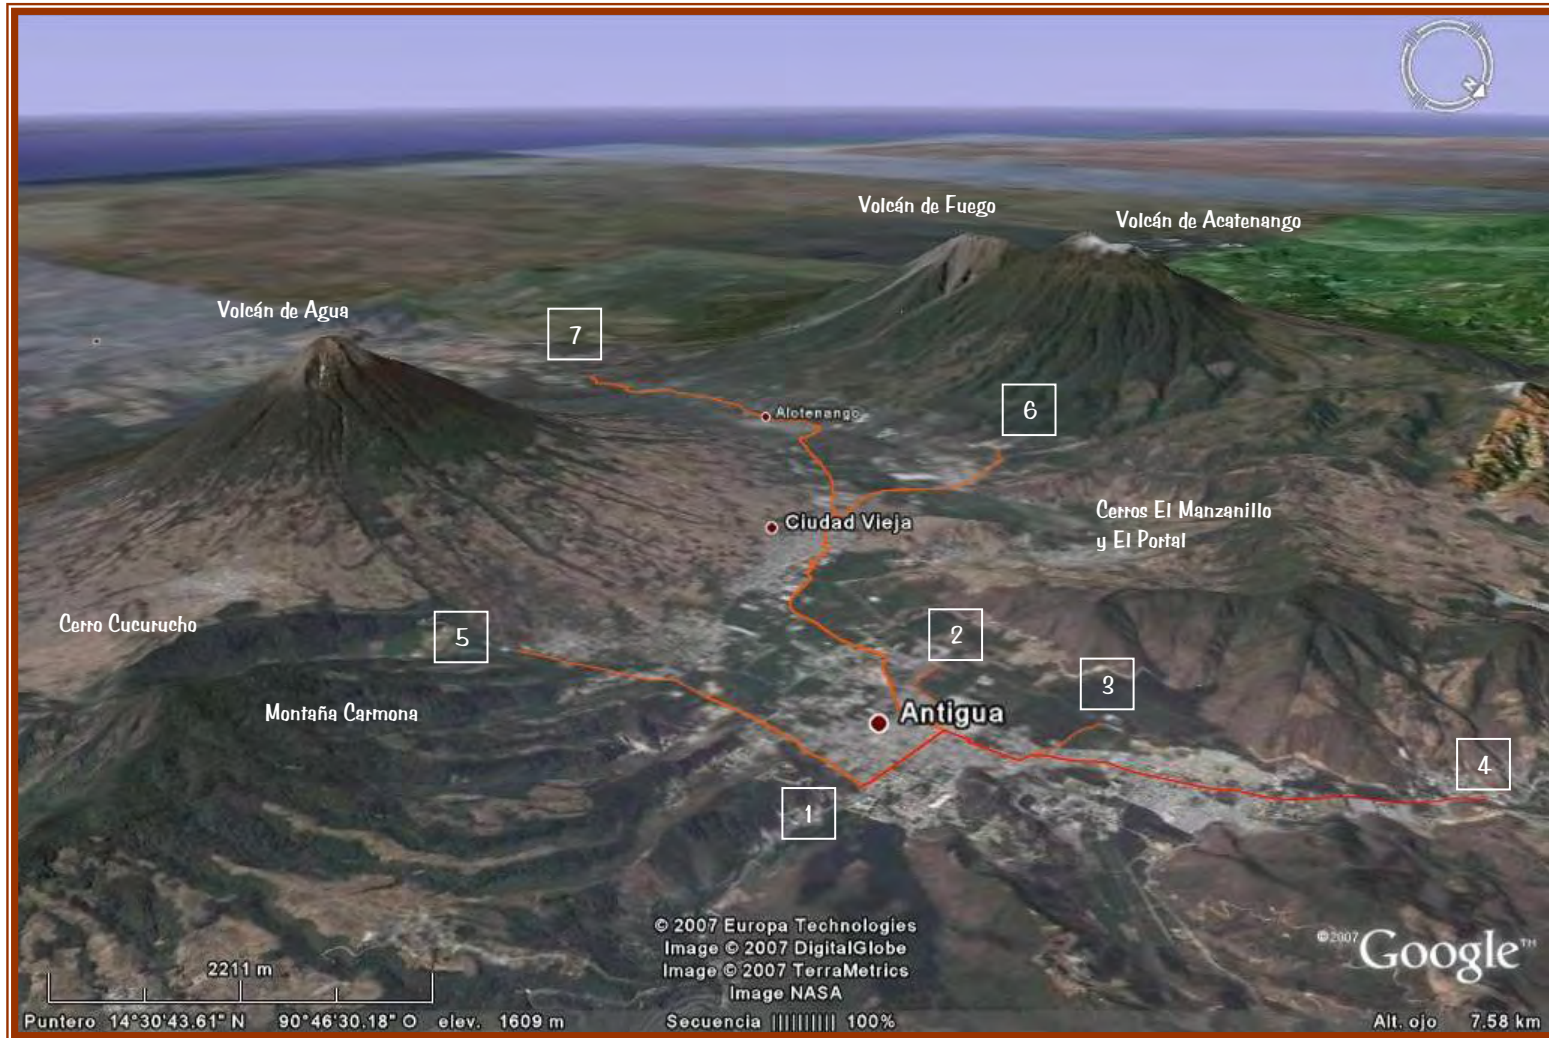 N
Volcán de Fuego
Volcán de Acatenango
Volcán de Agua
7
Alotenango
6
Ciudad Vieja
Cerros El Manzanillo
y El Portal
Cerro Cucurucho
5
2
3
Montaña Carmona
Antigua
4
1
© 2007 Europa Technologies
Image © 2007 DigitalGlobe
Image © 2007 TerraMetrics
Image NASA
©2007 Google™
2211 m
Puntero 14°30'43.61" N 90°46'30.18" O elev. 1609 m Secuencia |||||||||| 100% Alt. ojo 7.58 km